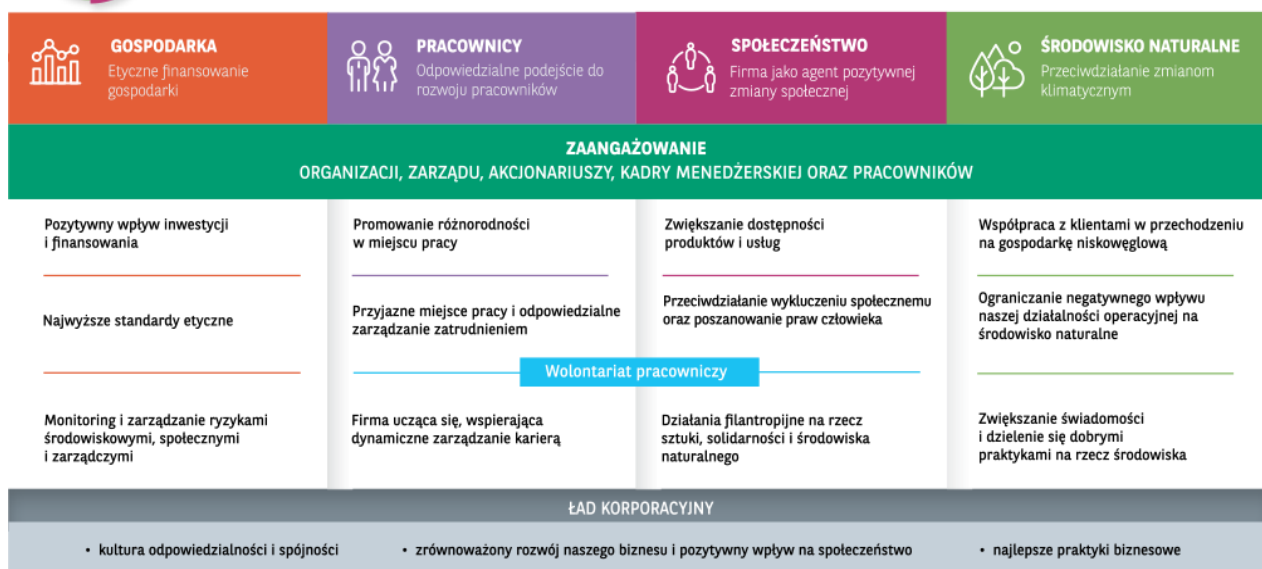 GOSPODARKA
Etyczne finansowanie
gospodarki
PRACOWNICY
Odpowiedzialne podejście do
rozwoju pracowników
SPOŁECZEŃSTWO
Firma jako agent pozytywnej
zmiany społecznej
ŚRODOWISKO NATURALNE
Przeciwdziałanie zmianom
klimatycznym
ZAANGAŻOWANIE
ORGANIZACJI, ZARZĄDU, AKCJONARIUSZY, KADRY MENEDŻERSKIEJ ORAZ PRACOWNIKÓW
Pozytywny wpływ inwestycji
i finansowania
Promowanie różnorodności
w miejscu pracy
Zwiększanie dostępności
produktów i usług
Współpraca z klientami w przechodzeniu
na gospodarkę niskowęglową
Najwyższe standardy etyczne
Przyjazne miejsce pracy i odpowiedzialne
zarządzanie zatrudnieniem
Przeciwdziałanie wykluczeniu społecznemu
oraz poszanowanie praw człowieka
Ograniczanie negatywnego wpływu
naszej działalności operacyjnej na
środowisko naturalne
Wolontariat pracowniczy
Monitoring i zarządzanie ryzykami
środowiskowymi, społecznymi
i zarządczymi
Firma ucząca się, wspierająca
dynamiczne zarządzanie karierą
Działania filantropijne na rzecz
sztuki, solidarności i środowiska
naturalnego
Zwiększanie świadomości
i dzielenie się dobrymi
praktykami na rzecz środowiska
ŁAD KORPORACYJNY
• kultura odpowiedzialności i spójności
• zrównoważony rozwój naszego biznesu i pozytywny wpływ na społeczeństwo
• najlepsze praktyki biznesowe